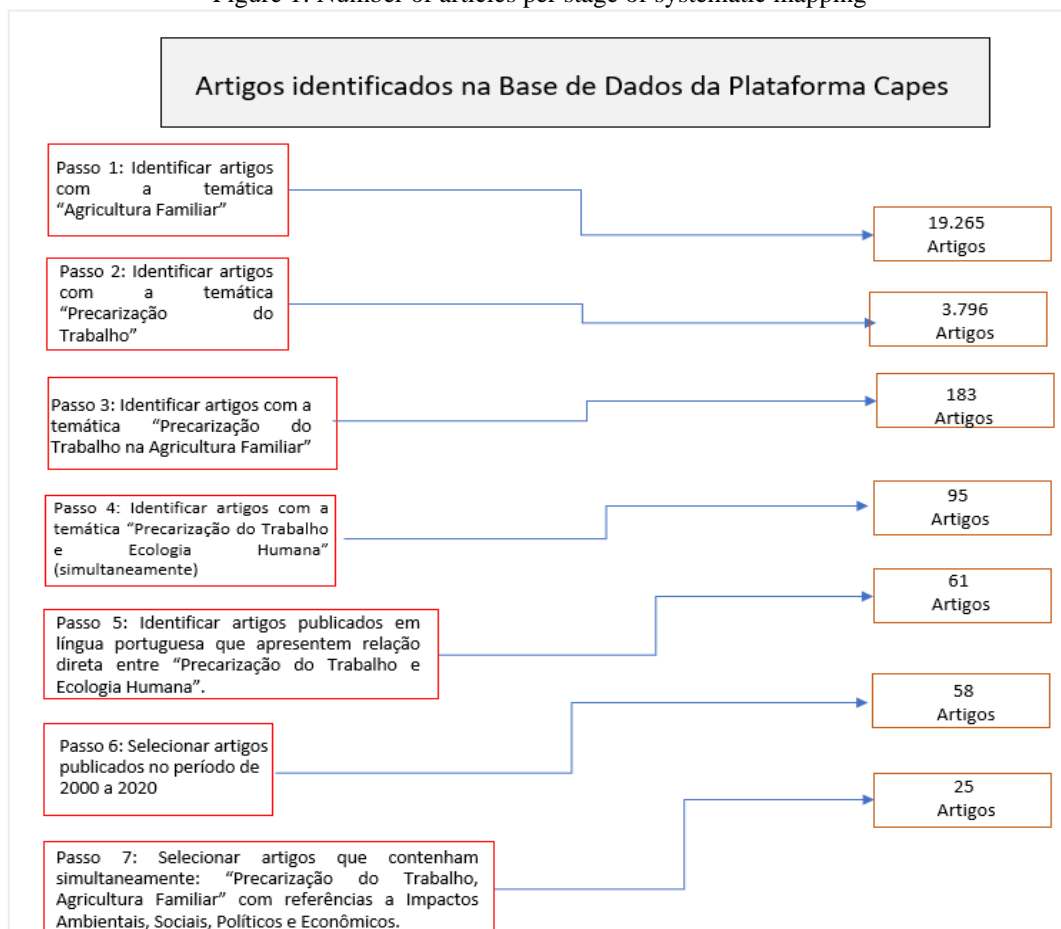 Figure 1: Number of articles per stage of systematic mapping
Artigos identificados na Base de Dados da Plataforma Capes
Passo 1: Identificar artigos
com a temática
“Agricultura Familiar”
19.265
Artigos
Passo 2: Identificar artigos
com a temática
“Precarização do
Trabalho”
3.796
Artigos
Passo 3: Identificar artigos com a
temática “Precarização do
Trabalho na Agricultura Familiar”
183
Artigos
Passo 4: Identificar artigos com a
temática “Precarização do Trabalho
e Ecologia Humana”
(simultaneamente)
95
Artigos
Passo 5: Identificar artigos publicados em
língua portuguesa que apresentem relação
direta entre “Precarização do Trabalho e
Ecologia Humana”.
61
Artigos
Passo 6: Selecionar artigos
publicados no período de
2000 a 2020
58
Artigos
Passo 7: Selecionar artigos que contenham
simultaneamente: “Precarização do Trabalho,
Agricultura Familiar” com referências a Impactos
Ambientais, Sociais, Políticos e Econômicos.
25
Artigos